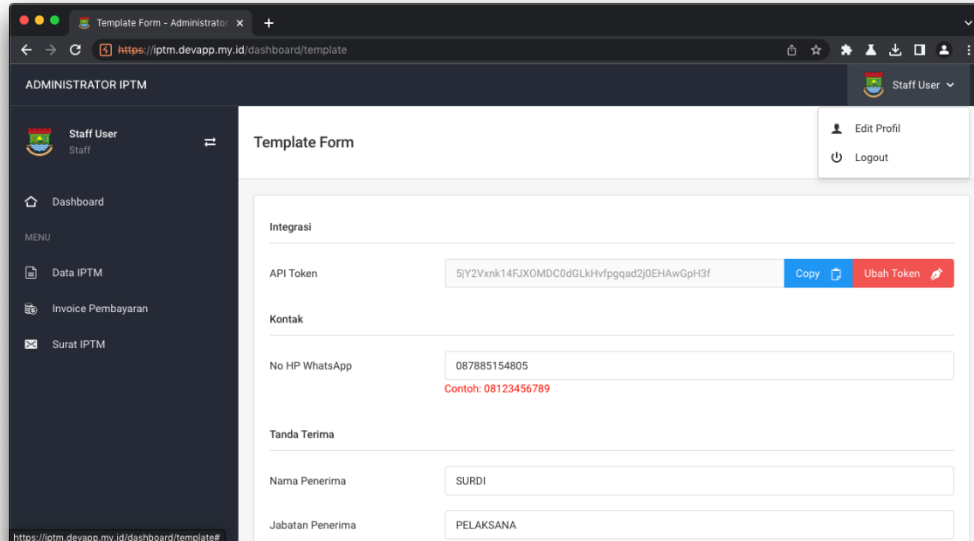 Template Form - Administrator
https://iptm.devapp.my.id/dashboard/template
ADMINISTRATOR IPTM
Staff User
Staff User
Staff
Edit Profil
Logout
Template Form
Dashboard
MENU
Data IPTM
Invoice Pembayaran
Surat IPTM
Integrasi
API Token
5|Y2Vxnk14FJXOMDC0dGLkHvfpgqad2j0EHAwGpH3f
Copy
Ubah Token
Kontak
No HP WhatsApp
087885154805
Contoh: 08123456789
Tanda Terima
Nama Penerima
SURDI
Jabatan Penerima
PELAKSANA
https://iptm.devapp.my.id/dashboard/template#